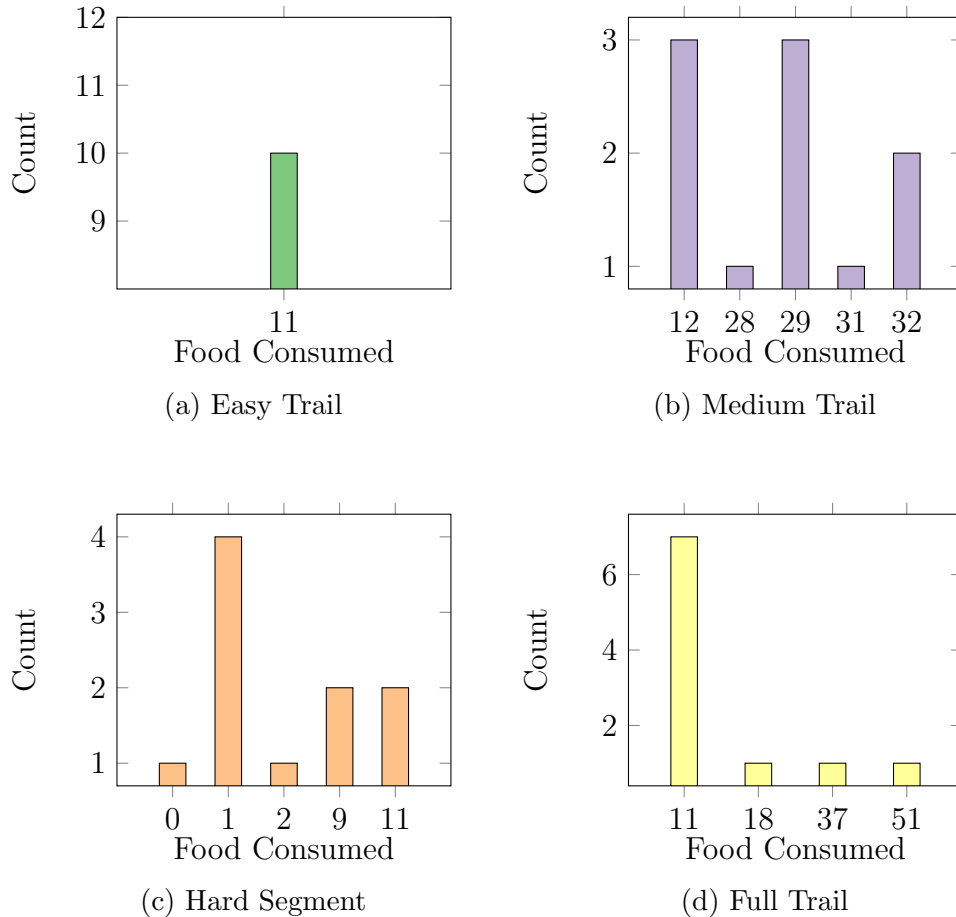 12
11
10
9
Count
11
Food Consumed
(a) Easy Trail
3
2
1
Count
12 28 29 31 32
Food Consumed
(b) Medium Trail
4
3
2
1
Count
0 1 2 9 11
Food Consumed
(c) Hard Segment
6
4
2
Count
11 18 37 51
Food Consumed
(d) Full Trail